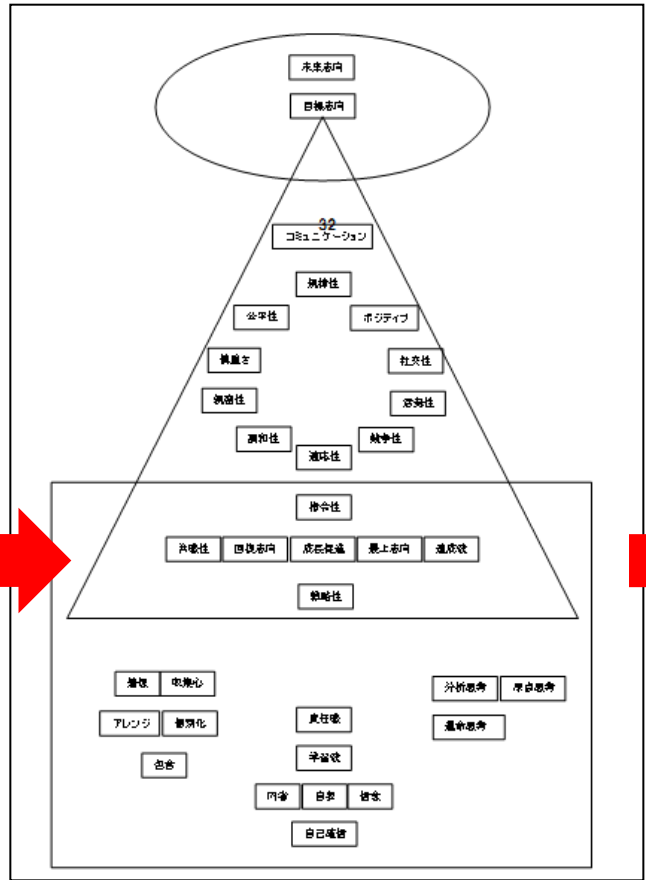 未来志向
目標志向
32
コミュニケーション
規律性
公平性
ポジティブ
慎重さ
社交性
親密性
活発性
調和性
競争性
適応性
共感性
回復志向
成長促進
最上志向
達成欲
戦略性
着想
収集心
分析思考
原点思考
アレンジ
個別化
責任感
運命思考
包含
学習欲
内省
自我
信念
自己確信